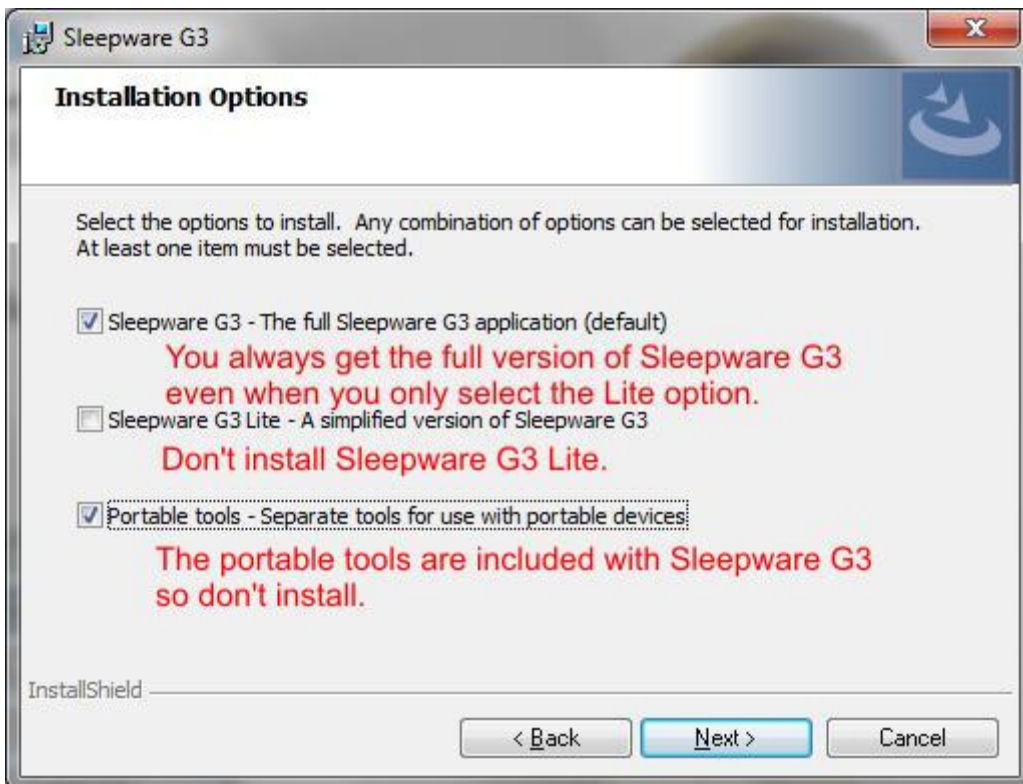 Sleepware G3
Installation Options
Select the options to install.  Any combination of options can be selected for installation.
At least one item must be selected.
Sleepware G3 - The full Sleepware G3 application (default)
You always get the full version of Sleepware G3
even when you only select the Lite option.
Sleepware G3 Lite - A simplified version of Sleepware G3
Don't install Sleepware G3 Lite.
Portable tools - Separate tools for use with portable devices
The portable tools are included with Sleepware G3
so don't install.
InstallShield
< Back
Next >
Cancel